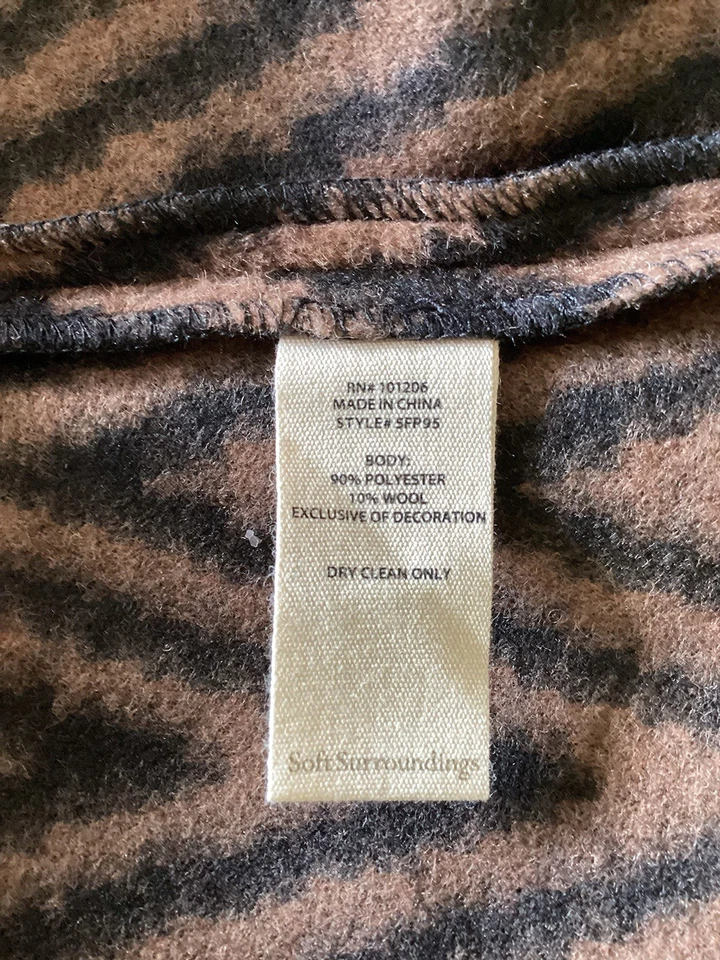 RN# 101206
MADE IN CHINA
STYLE# SFP95
BODY:
90% POLYESTER
10% WOOL
EXCLUSIVE OF DECORATION
DRY CLEAN ONLY
Soft Surroundings